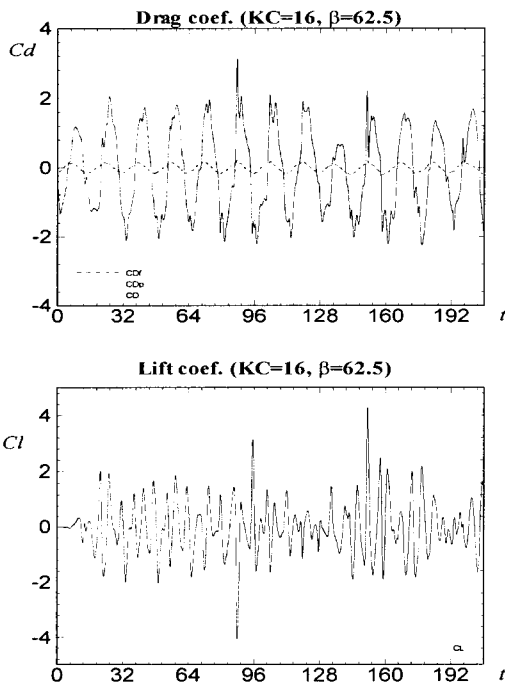 Drag coef. (KC=16, β=62.5)
Cd
4
2
0
-2
-4
CDf
CDp
CD
0 32 64 96 128 160 192 t
Lift coef. (KC=16, β=62.5)
Cl
4
2
0
-2
-4
CL
0 32 64 96 128 160 192 t